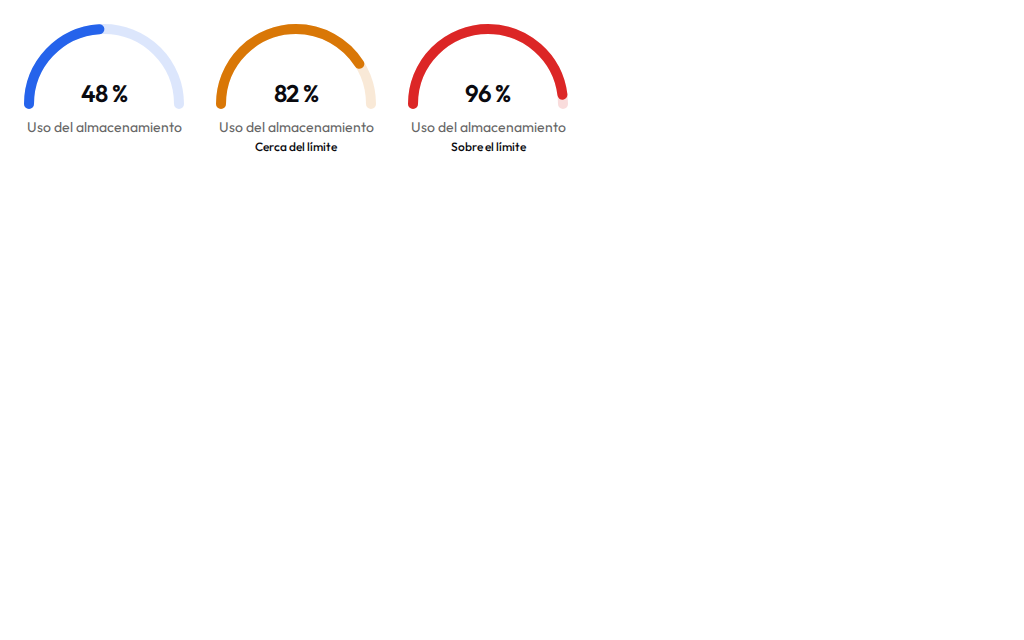 48 %
Uso del almacenamiento
82 %
Uso del almacenamiento
Cerca del límite
96 %
Uso del almacenamiento
Sobre el límite